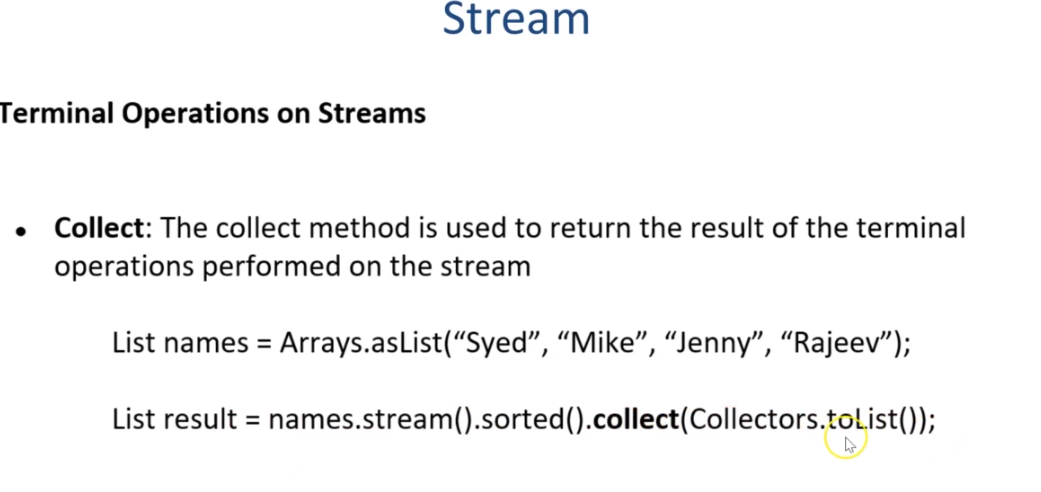 Stream
Terminal Operations on Streams
• Collect: The collect method is used to return the result of the terminal
operations performed on the stream
List names = Arrays.asList(“Syed”, “Mike”, “Jenny”, “Rajeev”);
List result = names.stream().sorted().collect(Collectors.toList());